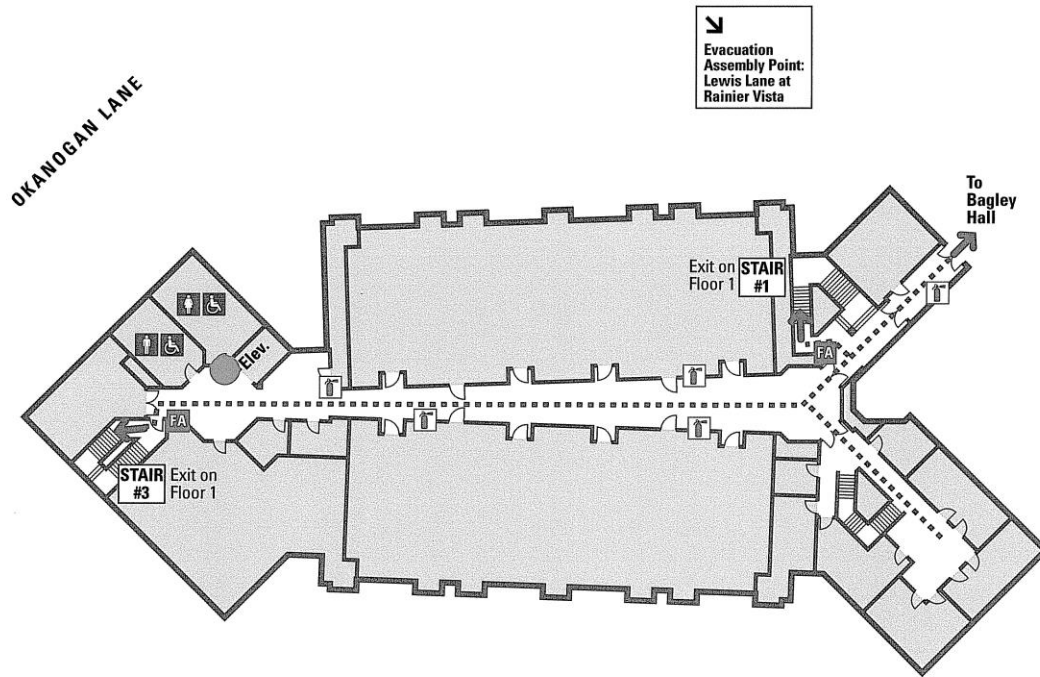 Evacuation
Assembly Point:
Lewis Lane at
Rainier Vista
OKANOGAN LANE
To
Bagley
Hall
Exit on
Floor 1
STAIR
#1
Elev.
FA
FA
STAIR
#3
Exit on
Floor 1